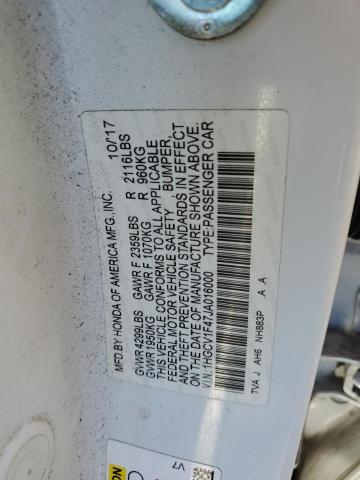 MFD BY HONDA OF AMERICA MFG., INC. 10/17
GVWR 4299LBS GAWR F 2359LBS R 2116LBS
GVWR 1950KG GAWR F 1070KG R 960KG
THIS VEHICLE CONFORMS TO ALL APPLICABLE
FEDERAL MOTOR VEHICLE SAFETY, BUMPER,
AND THEFT PREVENTION STANDARDS IN EFFECT
ON THE DATE OF MANUFACTURE SHOWN ABOVE.
V.I.N.:1HGCV1F47JA016000 TYPE:PASSENGER CAR
TVA J AH6 NH883P A A
V7